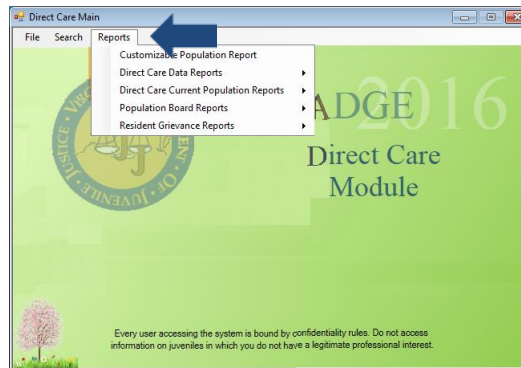 Direct Care Main
File Search Reports
Customizable Population Report
Direct Care Data Reports
Direct Care Current Population Reports
Population Board Reports
Resident Grievance Reports
2016
ADGE
Direct Care
Module
JUVENILE JUSTICE
Every user accessing the system is bound by confidentiality rules. Do not access
information on juveniles in which you do not have a legitimate professional interest.